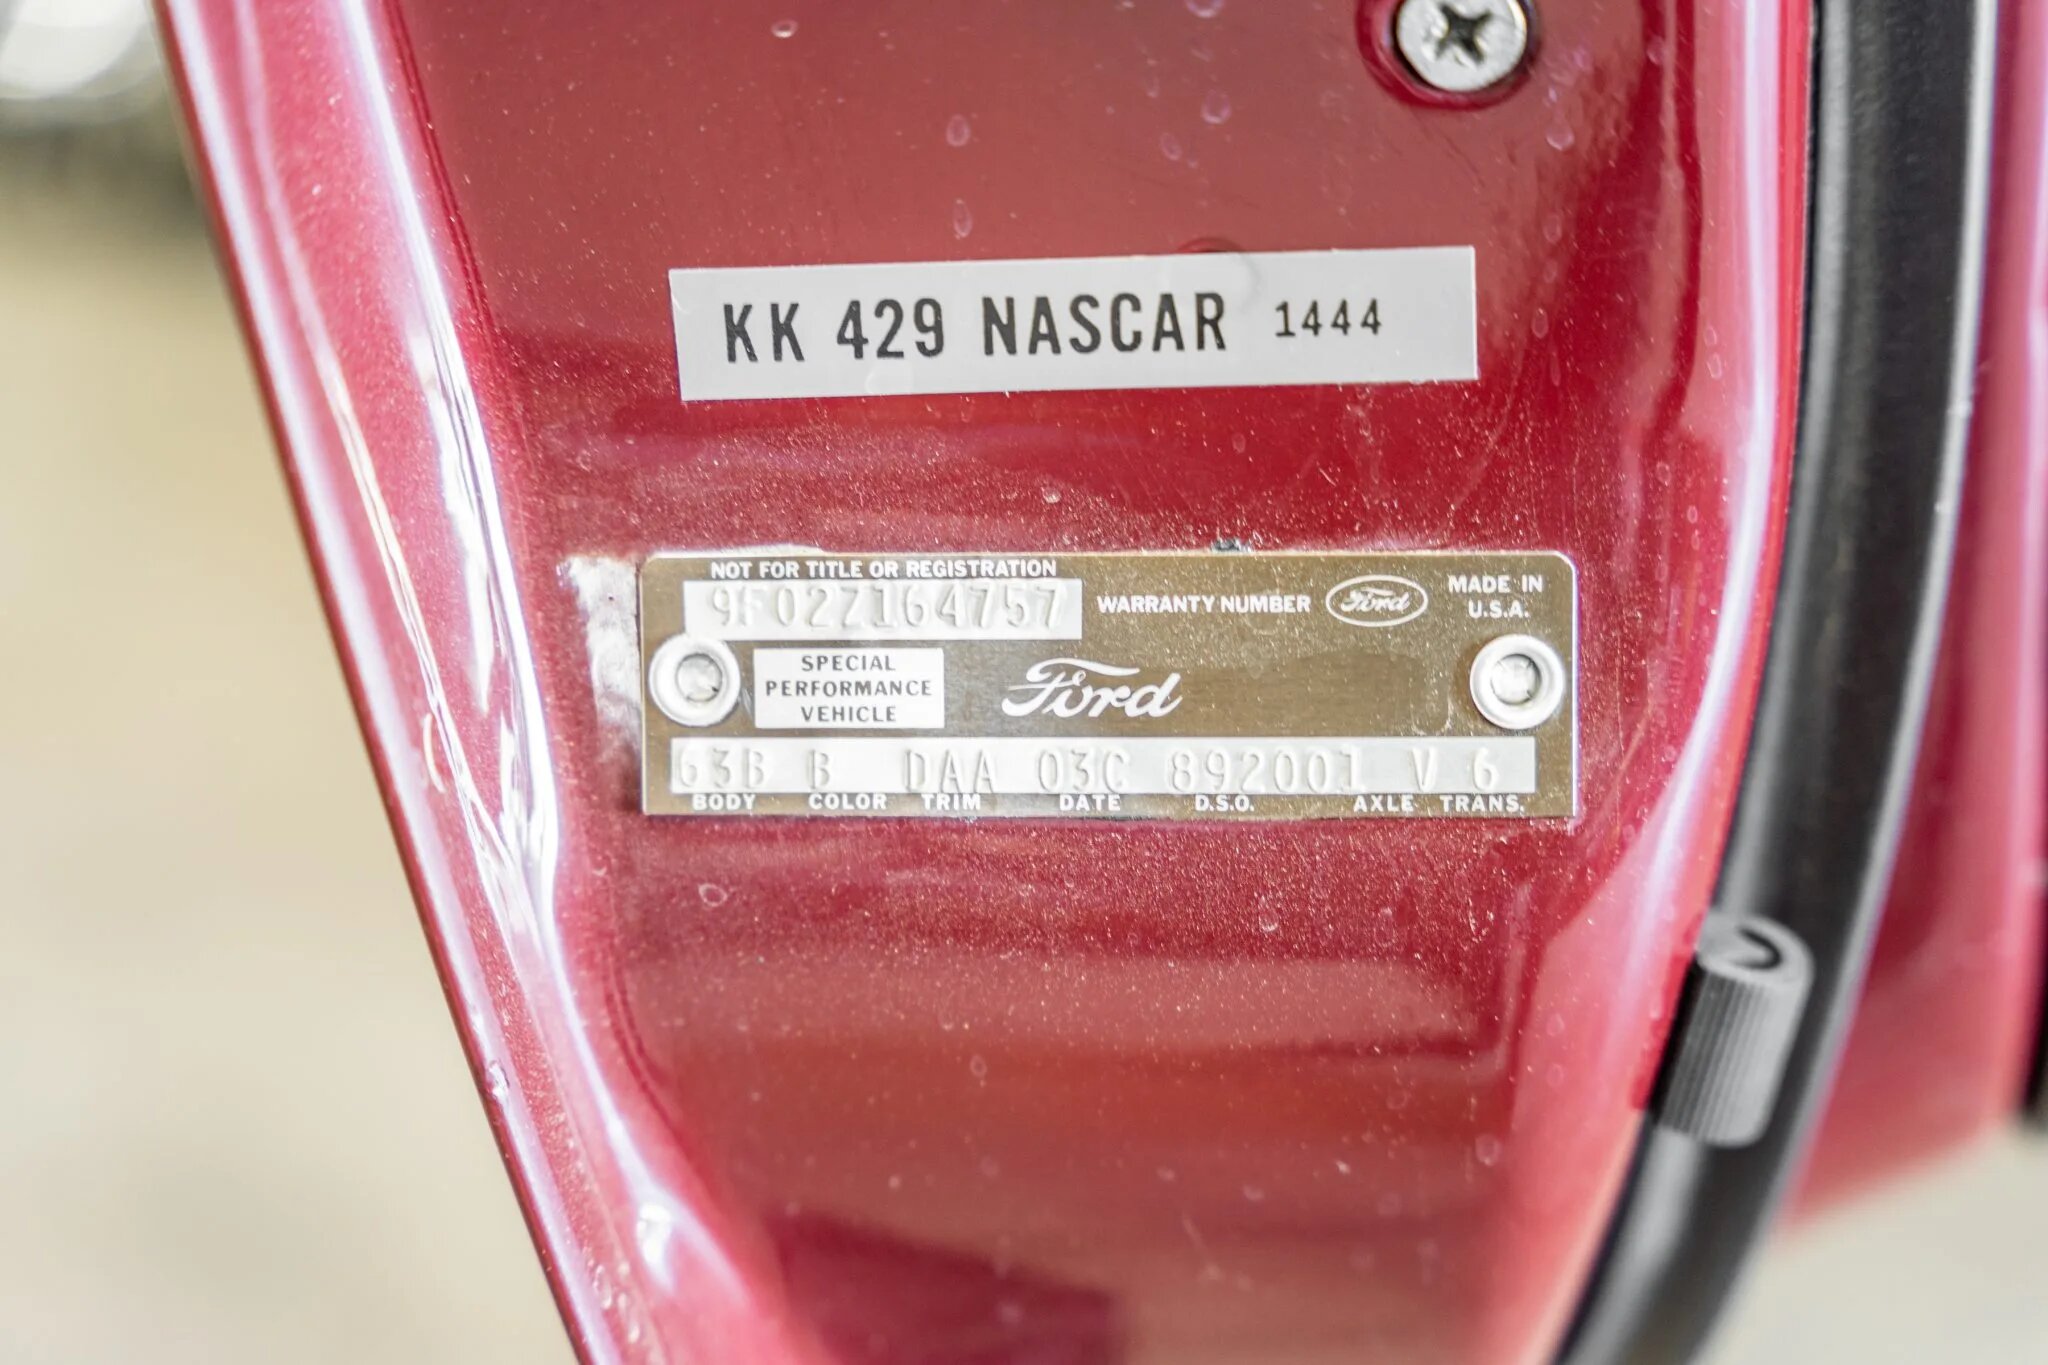 KK 429 NASCAR 1444
NOT FOR TITLE OR REGISTRATION
9F02Z164757
WARRANTY NUMBER
Ford
MADE IN
U.S.A.
SPECIAL
PERFORMANCE
VEHICLE
Ford
63B B DAA 03C 892001 V 6
BODY COLOR TRIM DATE D.S.O. AXLE TRANS.